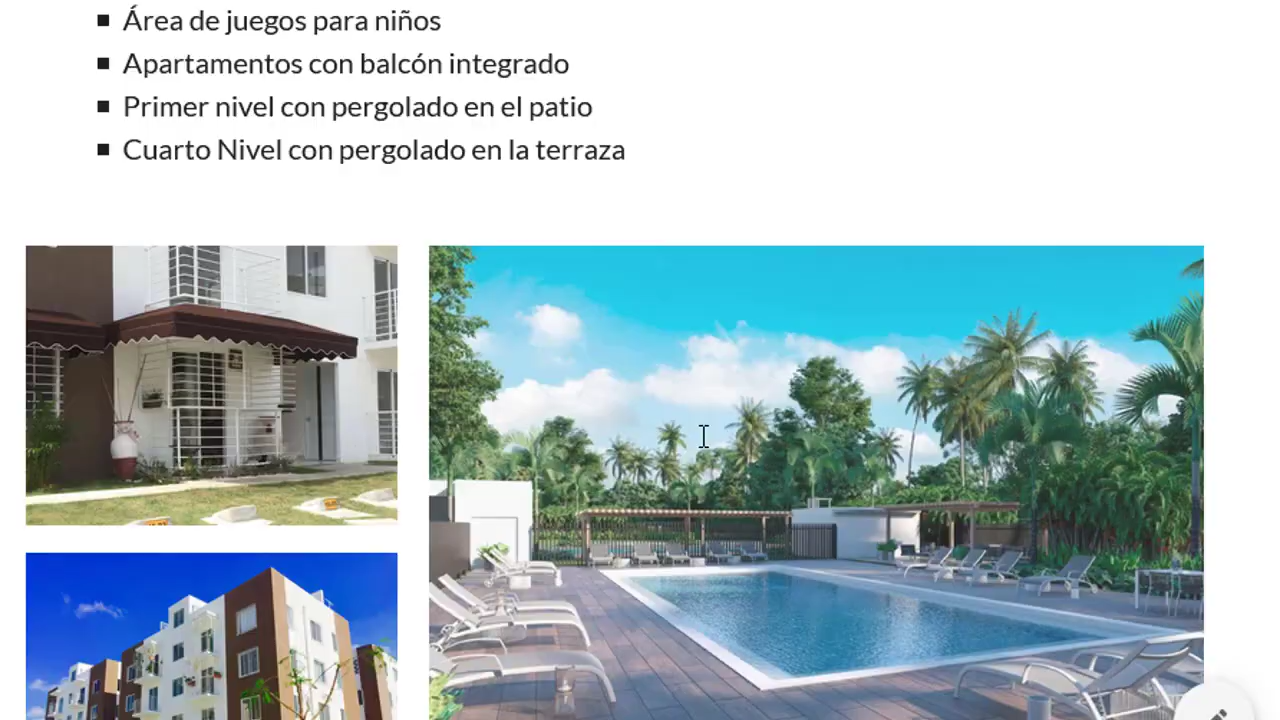 Área de juegos para niños
Apartamentos con balcón integrado
Primer nivel con pergolado en el patio
Cuarto Nivel con pergolado en la terraza